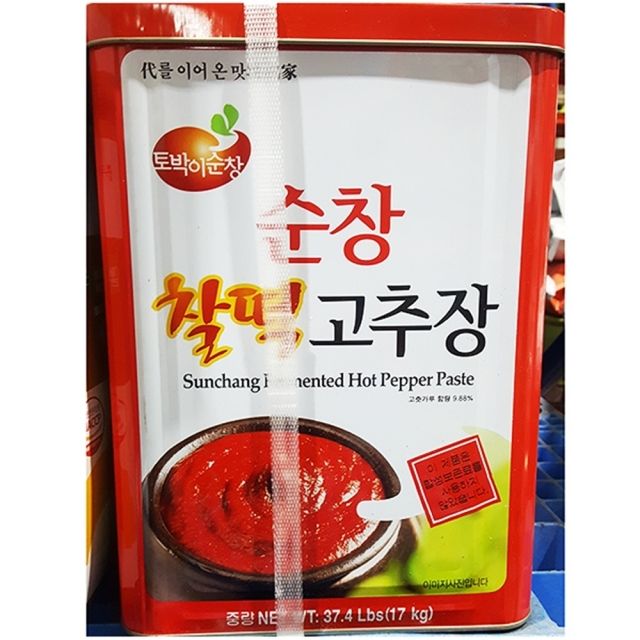 代를 이어 온 맛 家
토박이순창
순창
찰떡 고추장
Sunchang Fermented Hot Pepper Paste
고춧가루 함량 9.88%
이 제품은
합성보존료를
사용하지
않았습니다.
이미지사진입니다
중량 NET WT: 37.4 Lbs(17 kg)